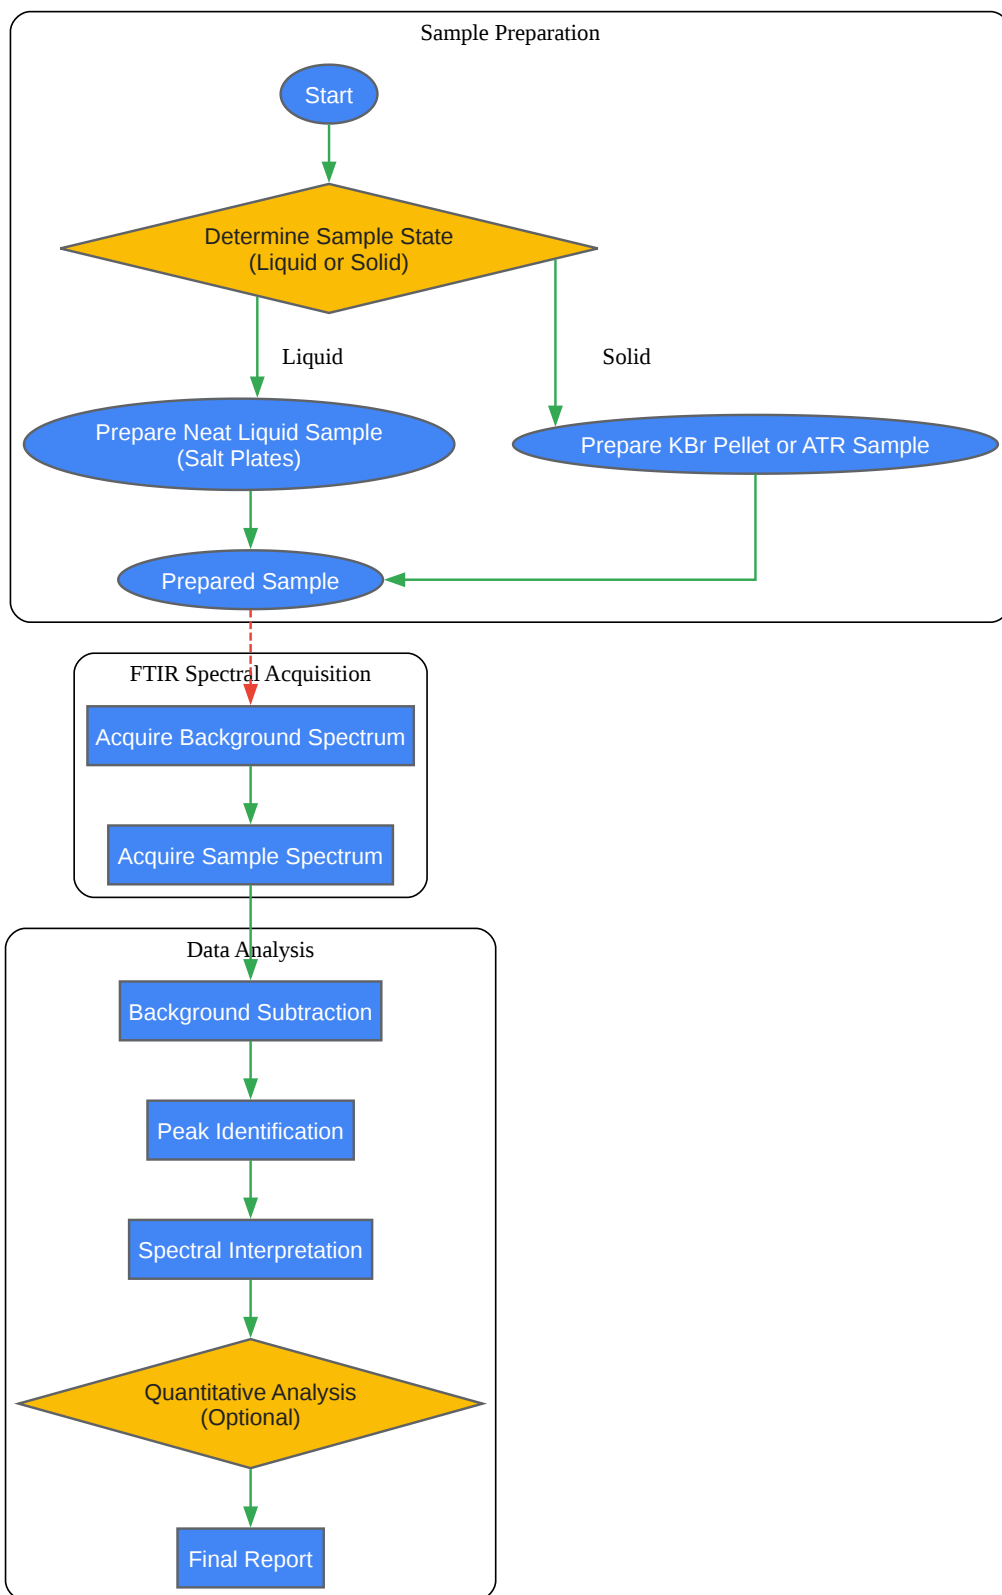 Sample Preparation
Start
Determine Sample State
(Liquid or Solid)
Liquid
Solid
Prepare Neat Liquid Sample
(Salt Plates)
Prepare KBr Pellet or ATR Sample
Prepared Sample
FTIR Spectral Acquisition
Acquire Background Spectrum
Acquire Sample Spectrum
Data Analysis
Background Subtraction
Peak Identification
Spectral Interpretation
Quantitative Analysis
(Optional)
Final Report